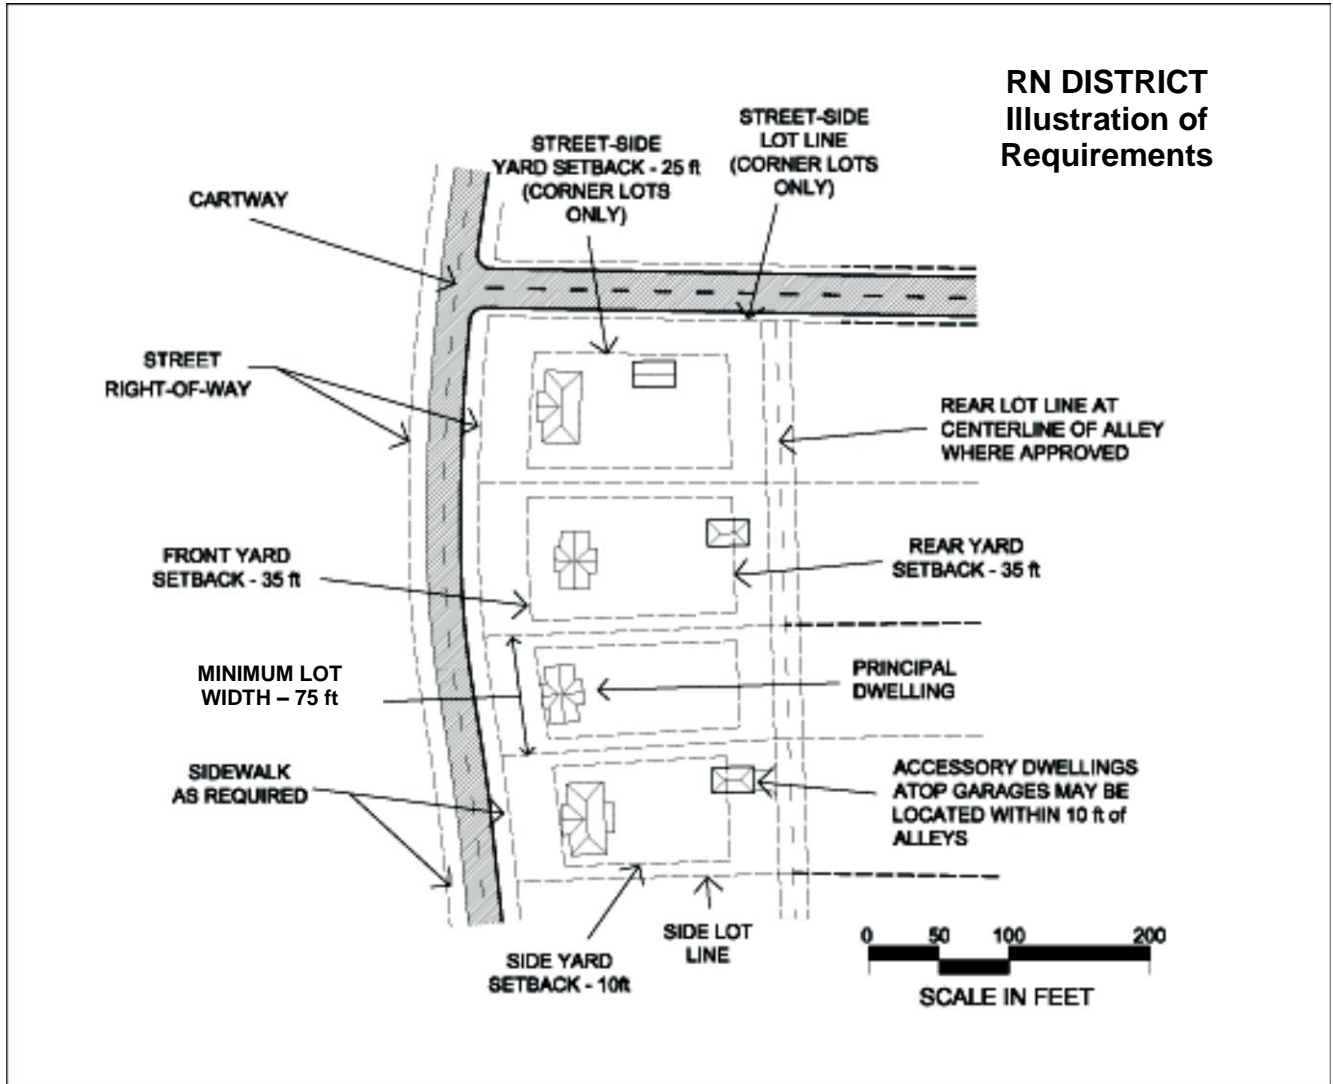 RN DISTRICT
Illustration of
Requirements
STREET-SIDE
YARD SETBACK - 25 ft
(CORNER LOTS
ONLY)
STREET-SIDE
LOT LINE
(CORNER LOTS
ONLY)
CARTWAY
STREET
RIGHT-OF-WAY
REAR LOT LINE AT
CENTERLINE OF ALLEY
WHERE APPROVED
FRONT YARD
SETBACK - 35 ft
REAR YARD
SETBACK - 35 ft
MINIMUM LOT
WIDTH – 75 ft
PRINCIPAL
DWELLING
SIDEWALK
AS REQUIRED
ACCESSORY DWELLINGS
ATOP GARAGES MAY BE
LOCATED WITHIN 10 ft of
ALLEYS
SIDE YARD
SETBACK - 10ft
SIDE LOT
LINE
0 50 100 200
SCALE IN FEET